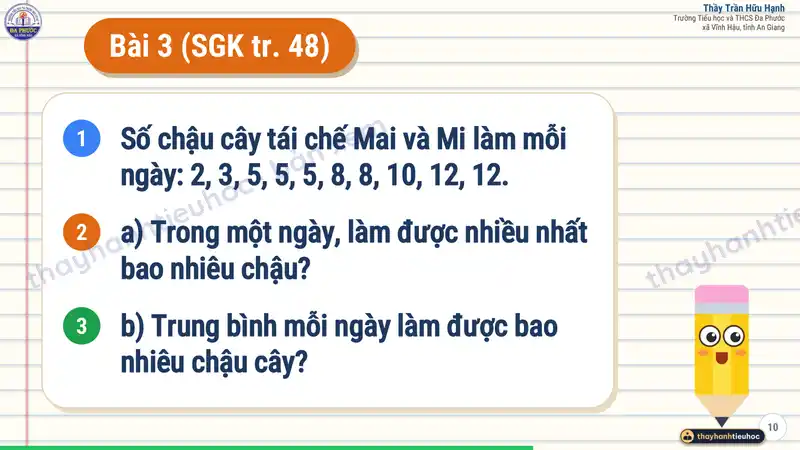 Thầy Trần Hữu Hạnh
Trường Tiểu học và THCS Đa Phước
xã Vĩnh Hậu, tỉnh An Giang
ĐA PHƯỚC
Bài 3 (SGK tr. 48)
1
Số chậu cây tái chế Mai và Mi làm mỗi
ngày: 2, 3, 5, 5, 5, 8, 8, 10, 12, 12.
2
a) Trong một ngày, làm được nhiều nhất
bao nhiêu chậu?
3
b) Trung bình mỗi ngày làm được bao
nhiêu chậu cây?
thayhanhtieuhoc
10